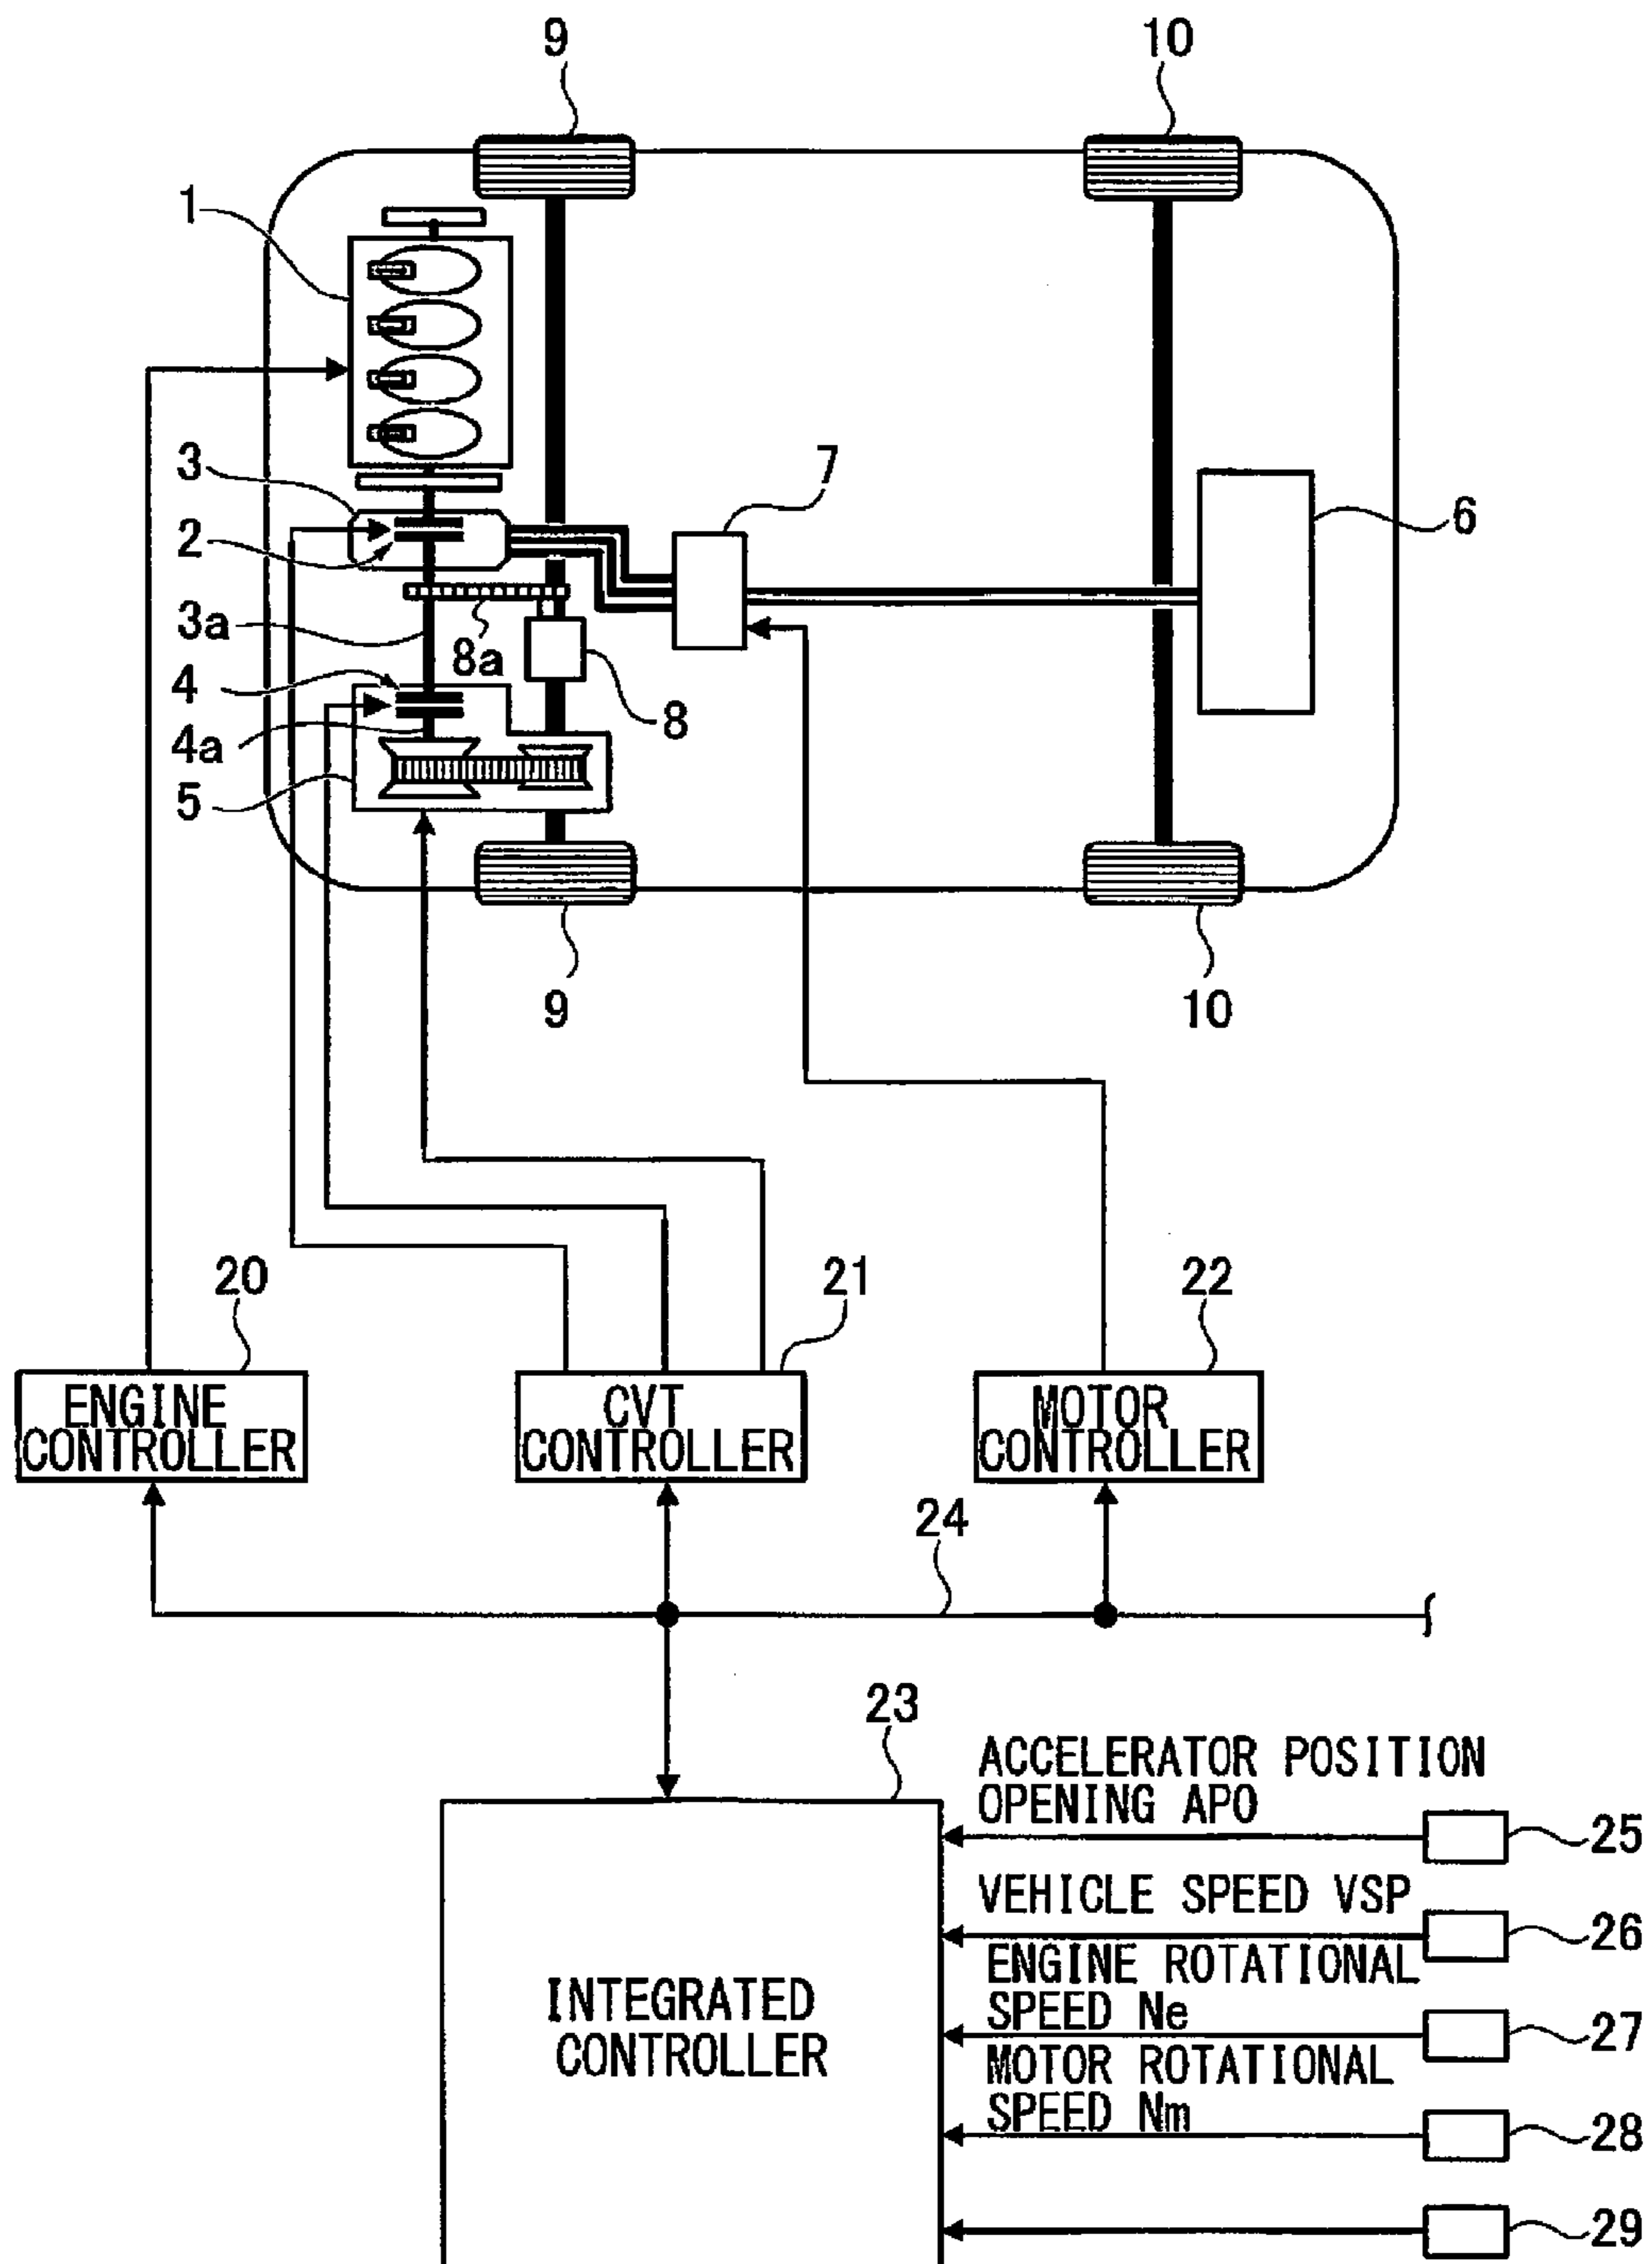 9
10
1
3
2
3a
4
4a
5
7
8a
8
6
9
10
20
21
22
ENGINE
CONTROLLER
CVT
CONTROLLER
MOTOR
CONTROLLER
24
23
ACCELERATOR POSITION
OPENING APO
25
VEHICLE SPEED VSP
26
ENGINE ROTATIONAL
SPEED Ne
27
MOTOR ROTATIONAL
SPEED Nm
28
29
INTEGRATED
CONTROLLER